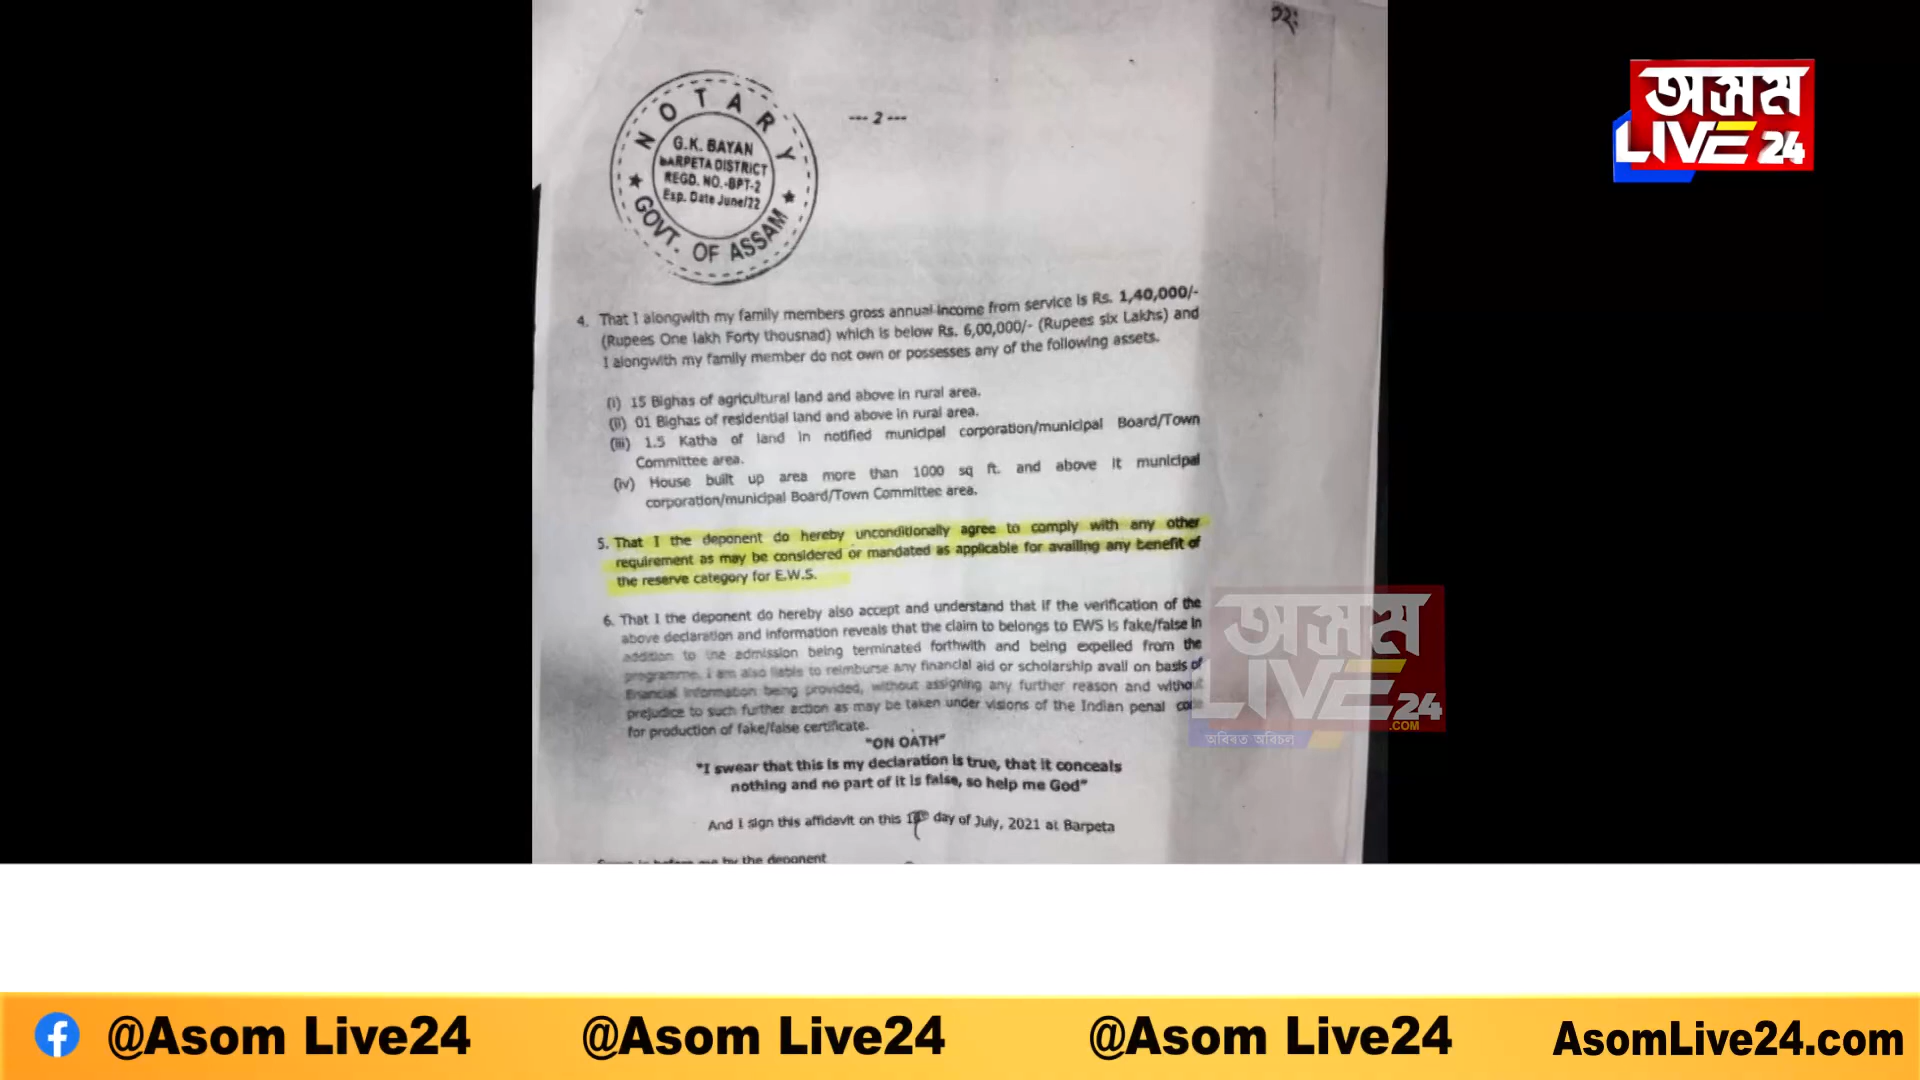 অসম
LIVE 24
NOTARY
G.K. BAYAN
BARPETA DISTRICT
REGD. NO.-BPT-2
Exp. Date June/22
GOVT. OF ASSAM
--- 2 ---
4. That I alongwith my family members gross annual income from service is Rs. 1,40,000/-
(Rupees One lakh Forty thousnad) which is below Rs. 6,00,000/- (Rupees six Lakhs) and
I alongwith my family member do not own or possesses any of the following assets.
(i) 15 Bighas of agricultural land and above in rural area.
(ii) 01 Bighas of residential land and above in rural area.
(iii) 1.5 Katha of land in notified municipal corporation/municipal Board/Town
Committee area.
(iv) House built up area more than 1000 sq ft. and above it municipal
corporation/municipal Board/Town Committee area.
5. That I the deponent do hereby unconditionally agree to comply with any other
requirement as may be considered or mandated as applicable for availing any benefit of
the reserve category for E.W.S.
6. That I the deponent do hereby also accept and understand that if the verification of the
above declaration and information reveals that the claim to belongs to EWS is fake/false in
addition to the admission being terminated forthwith and being expelled from the
programme. I am also liable to reimburse any financial aid or scholarship avail on basis of
financial information being provided, without assigning any further reason and without
prejudice to such further action as may be taken under visions of the Indian penal code
for production of fake/false certificate.
"ON OATH"
"I swear that this is my declaration is true, that it conceals
nothing and no part of it is false, so help me God"
And I sign this affidavit on this day of July, 2021 at Barpeta
me by the deponent
অসম
LIVE 24
.COM
অবিৰত অবিচল
@Asom Live24 @Asom Live24 @Asom Live24 AsomLive24.com